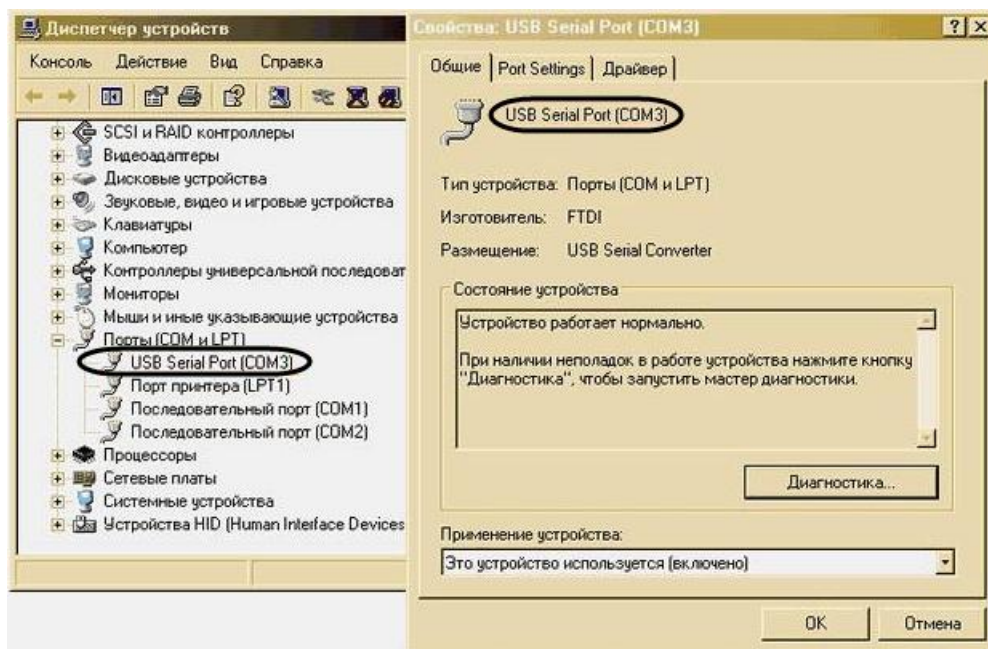 Диспетчер устройств
Консоль Действие Вид Справка
SCSI и RAID контроллеры
Видеоадаптеры
Дисковые устройства
Звуковые, видео и игровые устройства
Клавиатуры
Компьютер
Контроллеры универсальной последоват
Мониторы
Мыши и иные указывающие устройства
Порты (COM и LPT)
USB Serial Port (COM3)
Порт принтера (LPT1)
Последовательный порт (COM1)
Последовательный порт (COM2)
Процессоры
Сетевые платы
Системные устройства
Устройства HID (Human Interface Devices
Свойства: USB Serial Port (COM3)
Общие Port Settings Драйвер
USB Serial Port (COM3)
Тип устройства: Порты (COM и LPT)
Изготовитель: FTDI
Размещение: USB Serial Converter
Состояние устройства
Устройство работает нормально.
При наличии неполадок в работе устройства нажмите кнопку
"Диагностика", чтобы запустить мастер диагностики.
Диагностика...
Применение устройства:
Это устройство используется (включено)
OK Отмена